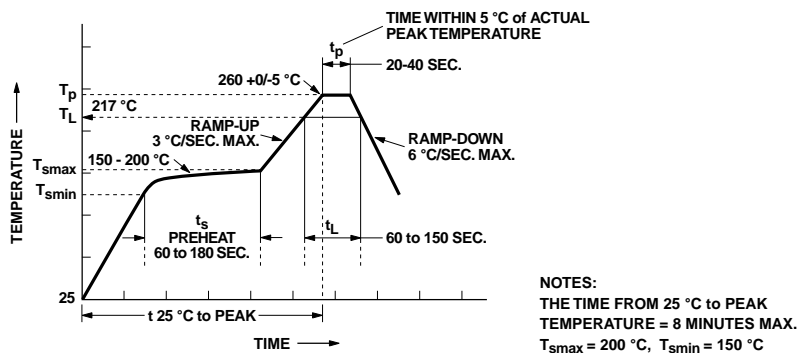 TIME WITHIN 5 °C of ACTUAL
PEAK TEMPERATURE
tp
20-40 SEC.
260 +0/-5 °C
Tp
217 °C
TL
RAMP-UP
3 °C/SEC. MAX.
RAMP-DOWN
6 °C/SEC. MAX.
150 - 200 °C
Tsmax
Tsmin
TEMPERATURE
ts
PREHEAT
60 to 180 SEC.
tL
60 to 150 SEC.
25
t 25 °C to PEAK
TIME
NOTES:
THE TIME FROM 25 °C to PEAK
TEMPERATURE = 8 MINUTES MAX.
Tsmax = 200 °C, Tsmin = 150 °C